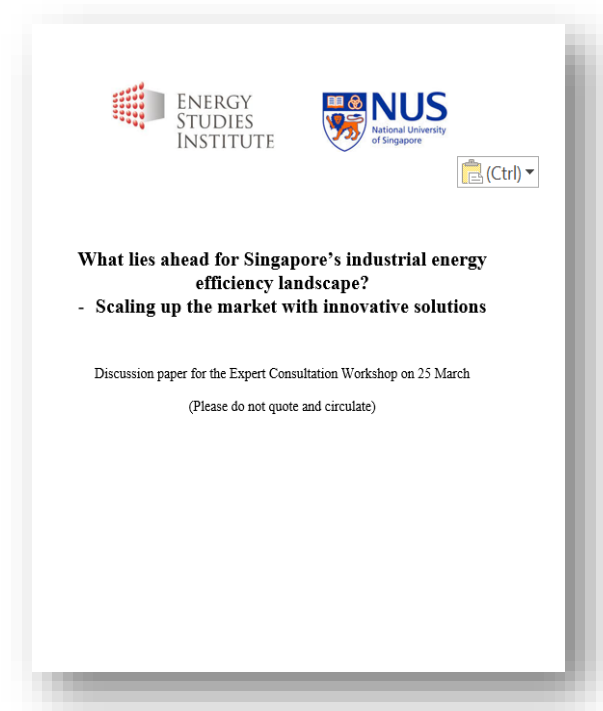 ENERGY
STUDIES
INSTITUTE
NUS
National University
of Singapore
(Ctrl)
What lies ahead for Singapore’s industrial energy
efficiency landscape?
- Scaling up the market with innovative solutions
Discussion paper for the Expert Consultation Workshop on 25 March
(Please do not quote and circulate)